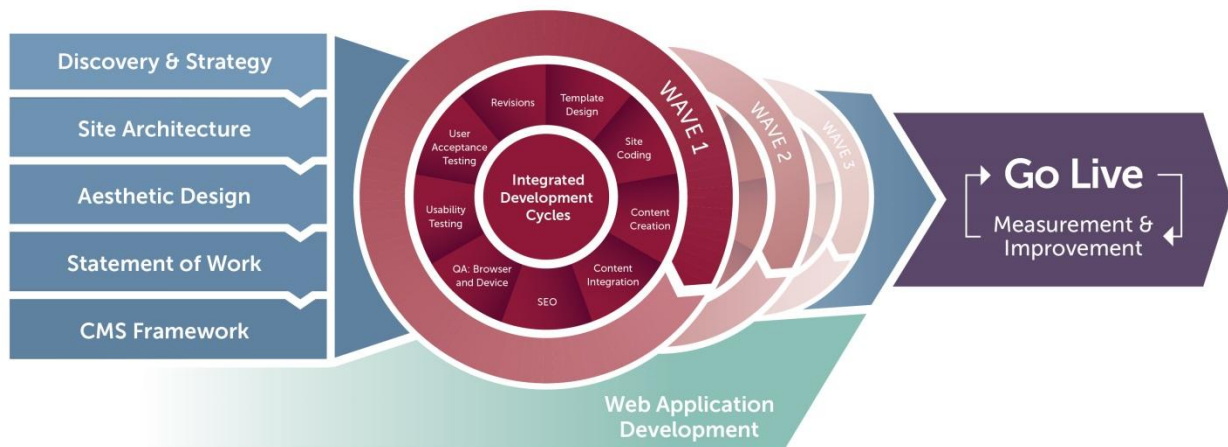 Discovery & Strategy
Site Architecture
Aesthetic Design
Statement of Work
CMS Framework
Revisions
Template
Design
Site
Coding
Content
Creation
Content
Integration
SEO
QA: Browser
and Device
Usability
Testing
User
Acceptance
Testing
Integrated
Development
Cycles
WAVE 1
WAVE 2
WAVE 3
Web Application
Development
Go Live
Measurement &
Improvement